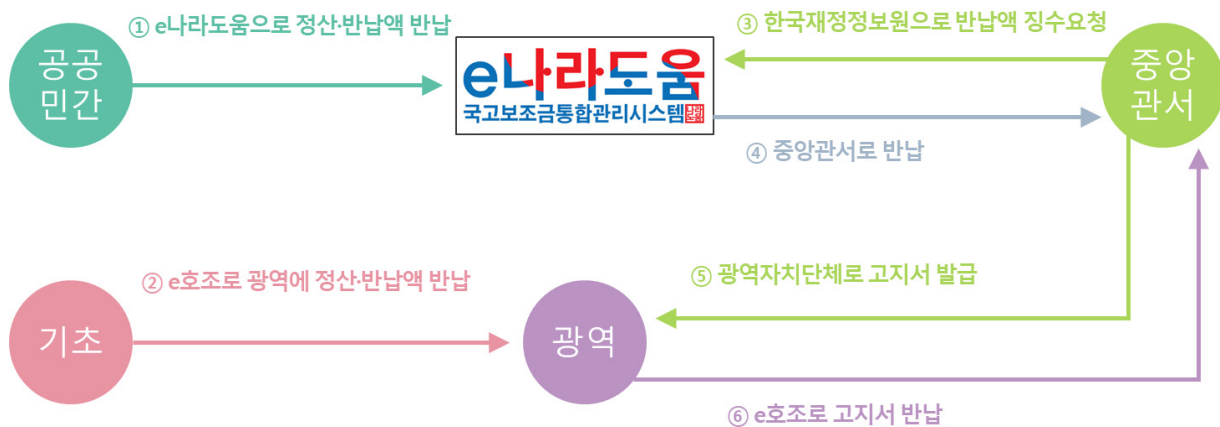 ① e나라도움으로 정산·반납액 반납
③ 한국재정정보원으로 반납액 징수요청
공공
민간
e나라도움
국고보조금통합관리시스템
중앙
관서
④ 중앙관서로 반납
② e호조로 광역에 정산·반납액 반납
⑤ 광역자치단체로 고지서 발급
기초
광역
⑥ e호조로 고지서 반납